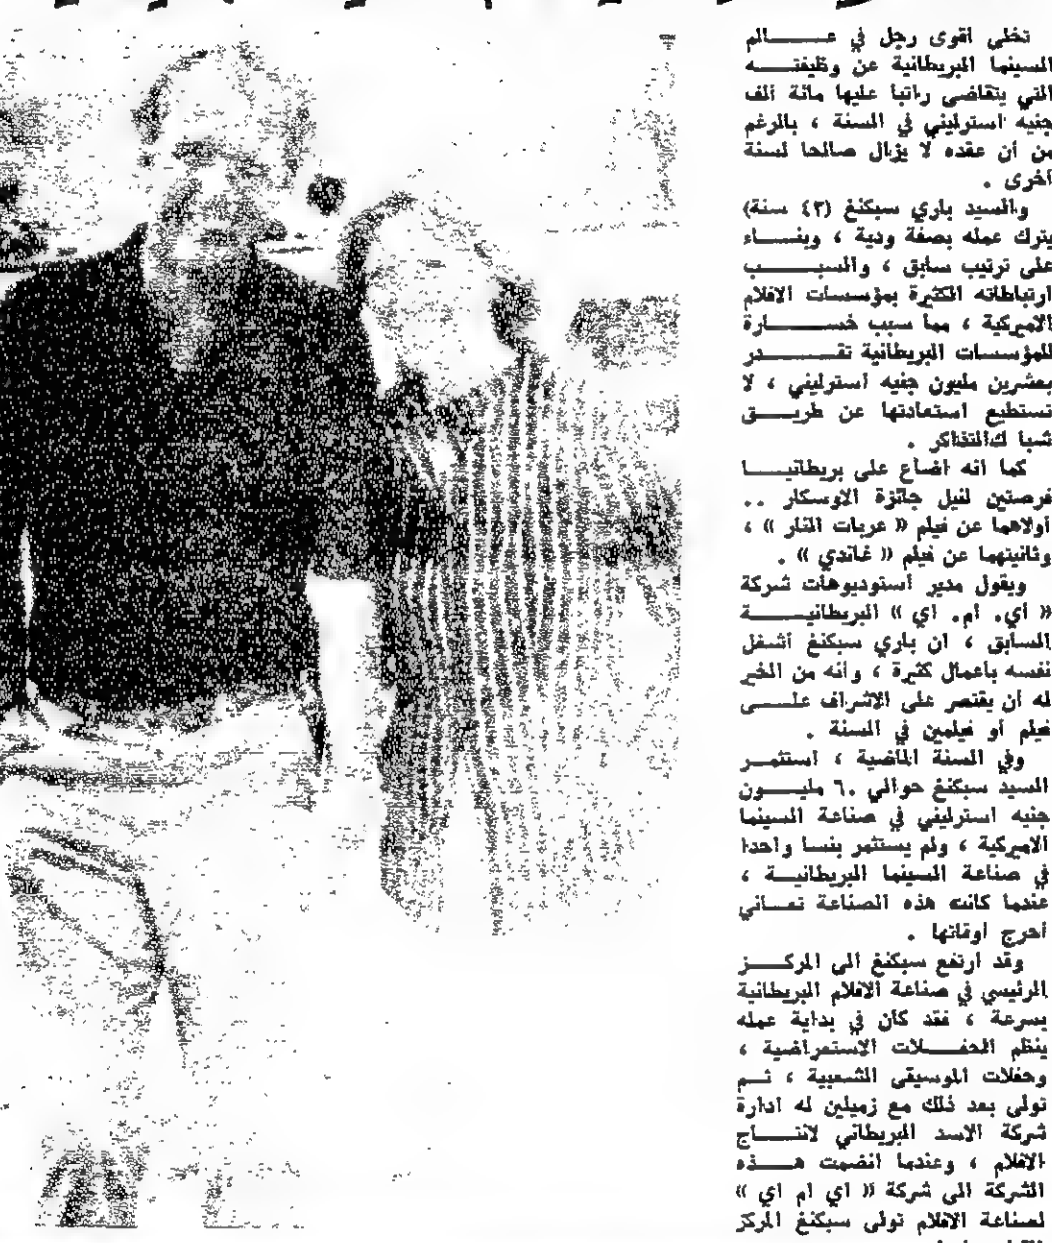 تخلى اقوى رجل في عـــالم
السينما البريطانية عن وظيفتـــه
التي يتقاضى راتبا عليها مائة الف
جنيه استرليني في السنة ، بالرغم
من أن عقده لا يزال صالحا لسنة
أخرى .
والسيد باري سبكنغ (٤٣ سنة)
يترك عمله بصفة ودية ، وبنـــاء
على ترتيب سابق ، والسبـــب
ارتباطاته الكثيرة بمؤسسات الافلام
الاميركية ، مما سبب خســـارة
للمؤسسات البريطانية تقـــدر
بعشرين مليون جنيه استرليني ، لا
تستطيع استعادتها عن طريـــق
شبا ك التذاكر .
كما انه اضاع على بريطانيـــا
فرصتين لنيل جائزة الاوسكار ..
اولاهما عن فيلم « عربات النار » ،
وثانيتهما عن فيلم « غاندي » .
ويقول مدير استوديوهات شركة
« أي. ام. اي » البريطانيـــة
السابق ، ان باري سبكنغ اشغل
نفسه بأعمال كثيرة ، وانه من الخير
له أن يقتصر على الاشراف علـــى
فيلم أو فيلمين في السنة .
وفي السنة الماضية ، استثمـــر
السيد سبكنغ حوالي ٦٠ مليـــون
جنيه استرليني في صناعة السينما
الاميركية ، ولم يستثمر بنسا واحدا
في صناعة السينما البريطانيـــة ،
عندما كانت هذه الصناعة تعـــاني
احرج اوقاتها .
وقد ارتفع سبكنغ الى المركـــز
الرئيسي في صناعة الافلام البريطانية
بسرعة ، فقد كان في بداية عمله
ينظم الحفـــلات الاستعراضية ،
وحفلات الموسيقى الشعبية ، ثـــم
تولى بعد ذلك مع زميلين له ادارة
شركة الاسد البريطاني لانتـــاج
الافلام ، وعندما انضمت هـــذه
الشركة الى شركة « اي ام اي »
لصناعة الافلام تولى سبكنغ المركز